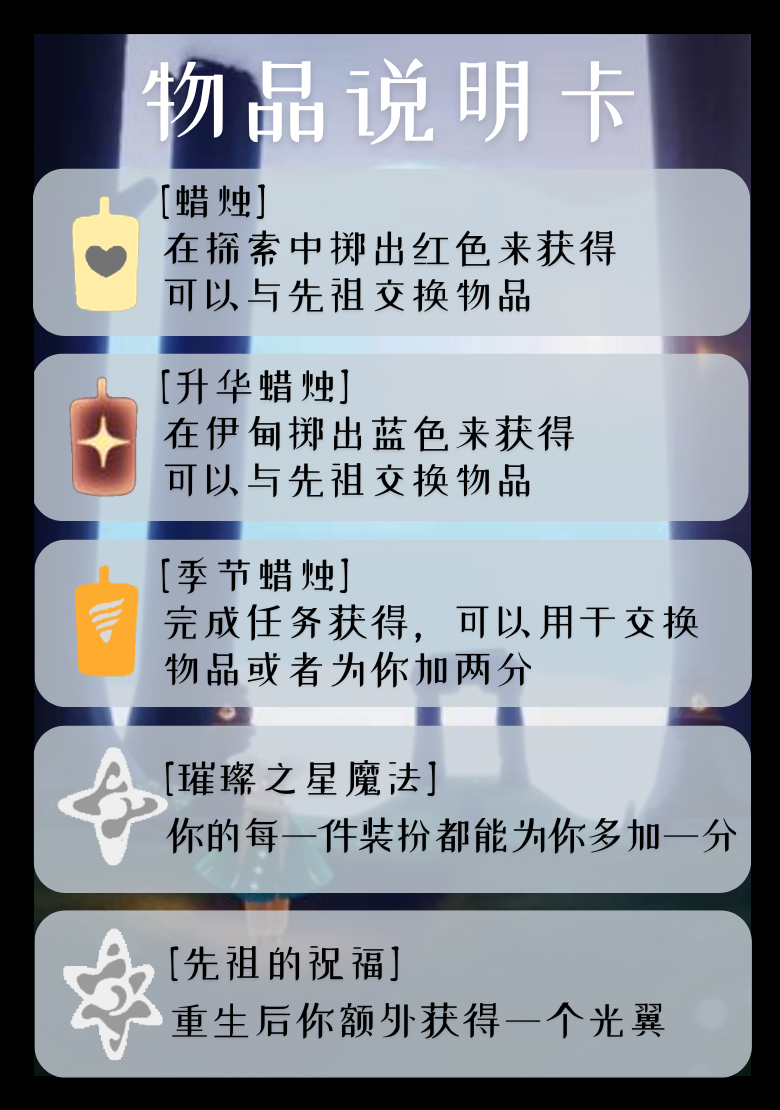 物品说明卡
[蜡烛]
在探索中掷出红色来获得
可以与先祖交换物品
[升华蜡烛]
在伊甸掷出蓝色来获得
可以与先祖交换物品
[季节蜡烛]
完成任务获得，可以用于交换
物品或者为你加两分
[璀璨之星魔法]
你的每一件装扮都能为你多加一分
[先祖的祝福]
重生后你额外获得一个光翼